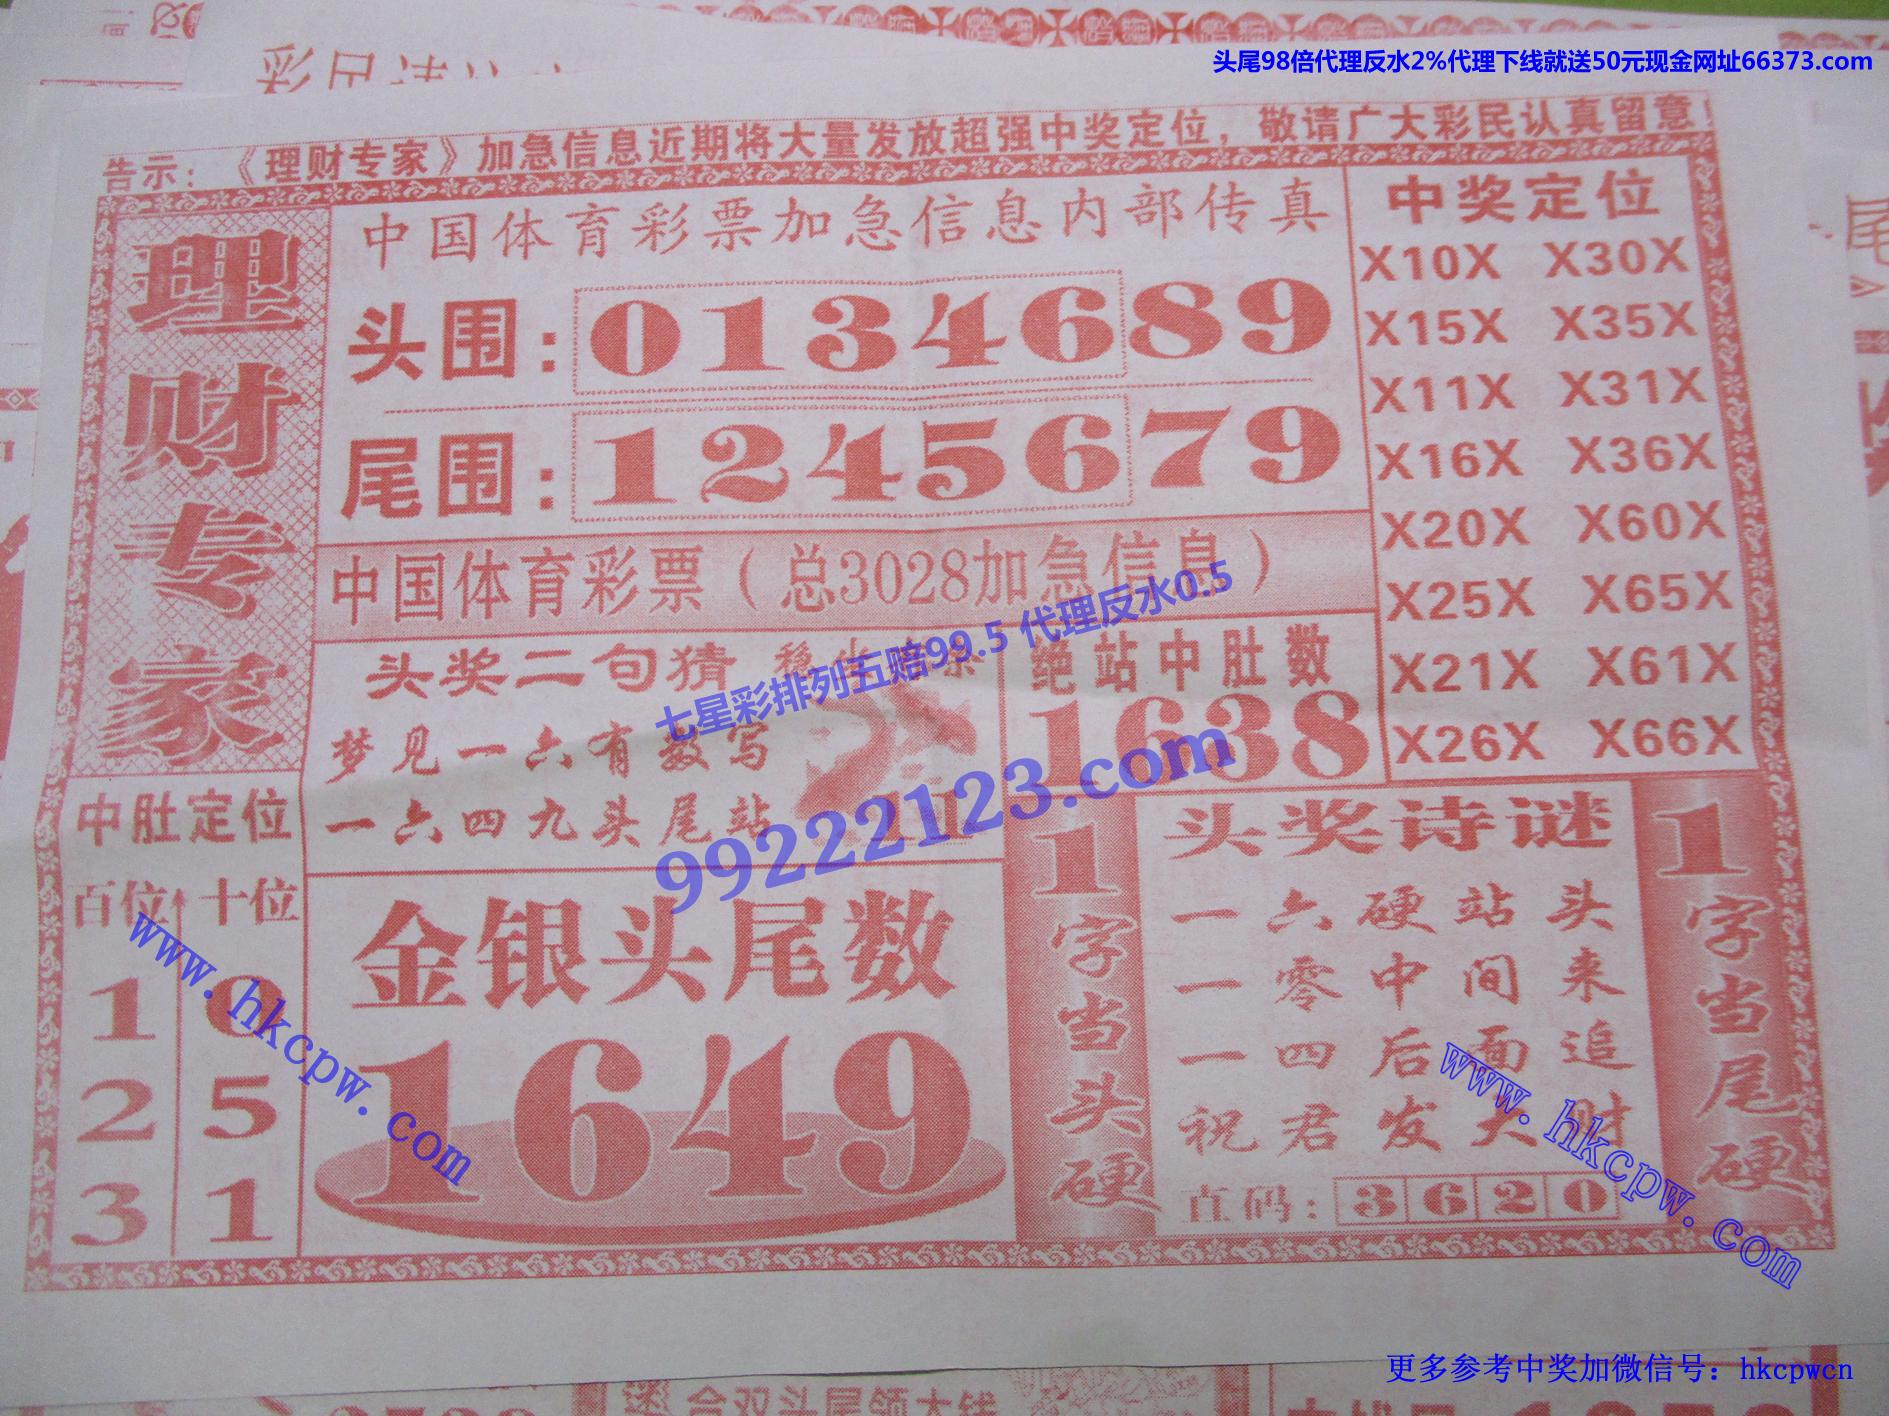 头尾98倍代理反水2%代理下线就送50元现金网址66373.com
告示：《理财专家》加急信息近期将大量发放超强中奖定位，敬请广大彩民认真留意！
理财专家
中国体育彩票加急信息内部传真
头围：0134689
尾围：1245679
中国体育彩票（总3028加急信息）
中奖定位
X10X X30X
X15X X35X
X11X X31X
X16X X36X
X20X X60X
X25X X65X
X21X X61X
X26X X66X
头奖二句猜
梦见一六有数写
一六四九头尾站
绝站中肚数
1638
七星彩排列五赔99.5 代理反水0.5
99222123.com
中肚定位
百位 十位
1 0
2 5
3 1
金银头尾数
1649
1字当头硬
头奖诗谜
一六硬站头
一零中间来
一四后面追
祝君发大财
直码：3620
1字当尾硬
www.hkcpw.com
www.hkcpw.com
更多参考中奖加微信号：hkcpwcn
合双头尾领大钱